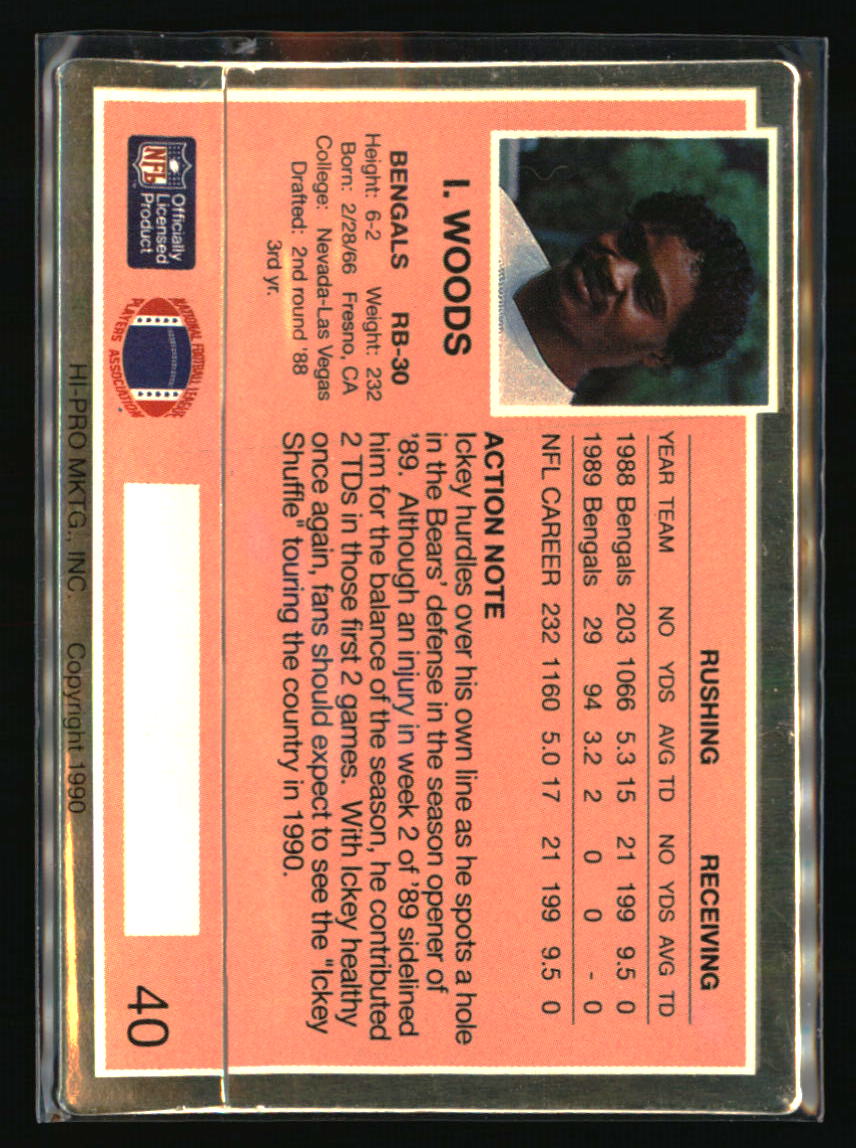 I. WOODS
BENGALS RB-30
Height: 6-2 Weight: 232
Born: 2/28/66 Fresno, CA
College: Nevada-Las Vegas
Drafted: 2nd round '88
3rd yr.
RUSHING RECEIVING
YEAR TEAM NO YDS AVG TD NO YDS AVG TD
1988 Bengals 203 1066 5.3 15 21 199 9.5 0
1989 Bengals 29 94 3.2 2 0 0 - 0
NFL CAREER 232 1160 5.0 17 21 199 9.5 0
ACTION NOTE
Ickey hurdles over his own line as he spots a hole
in the Bears' defense in the season opener of
'89. Although an injury in week 2 of '89 sidelined
him for the balance of the season, he contributed
2 TDs in those first 2 games. With Ickey healthy
once again, fans should expect to see the "Ickey
Shuffle" touring the country in 1990.
NFL
Officially
Licensed
Product
NATIONAL FOOTBALL LEAGUE
PLAYERS ASSOCIATION
40
HI-PRO MKTG., INC. Copyright 1990